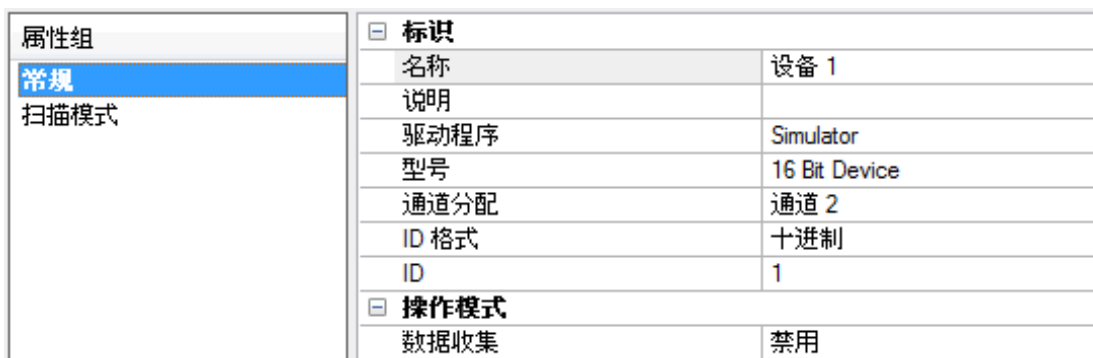 属性组
常规
扫描模式
标识
名称 设备 1
说明
驱动程序 Simulator
型号 16 Bit Device
通道分配 通道 2
ID 格式 十进制
ID 1
操作模式
数据收集 禁用